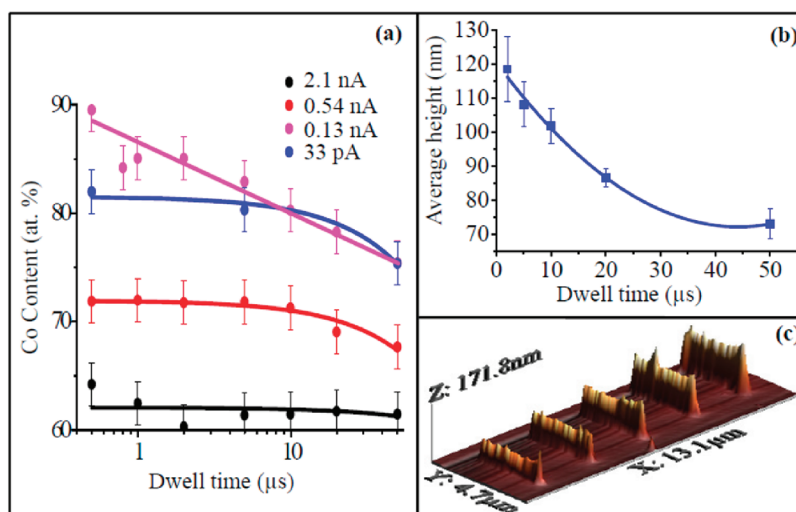 (a)
2.1 nA
0.54 nA
0.13 nA
33 pA
Co Content (at. %)
90
80
70
60
1
10
Dwell time (µs)
(b)
Average height (nm)
130
120
110
100
90
80
70
0
10
20
30
40
50
Dwell time (µs)
(c)
Z: 171.8nm
Y: 4.7µm
X: 13.1µm